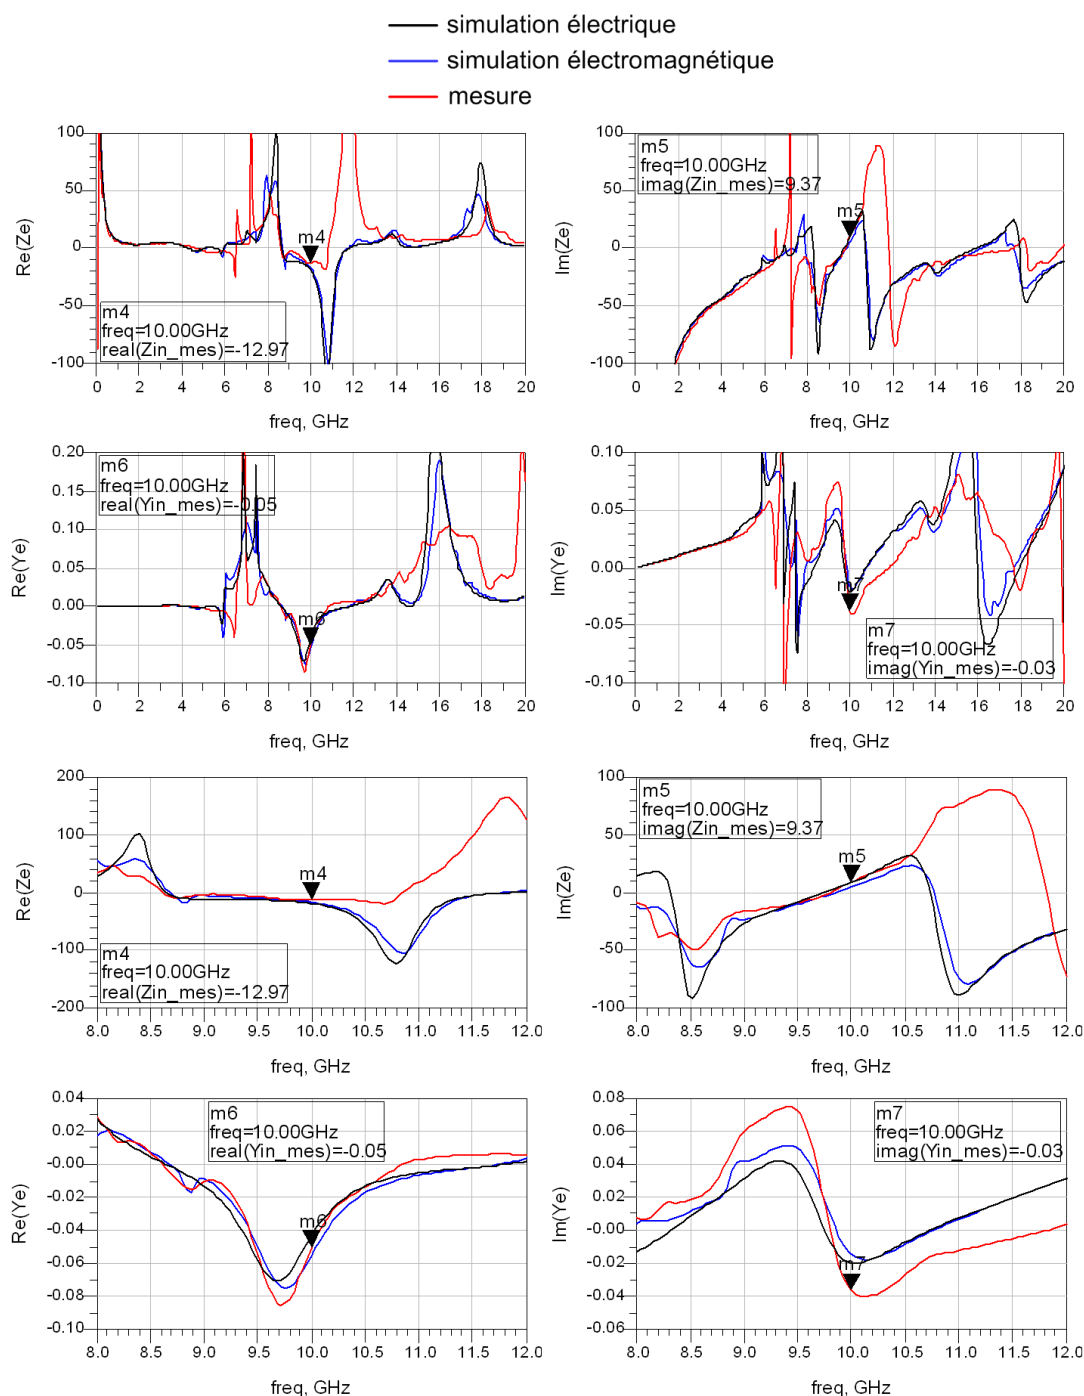 simulation électrique
simulation électromagnétique
mesure
Re(Ze)
100
50
0
-50
-100
m4
m4
freq=10.00GHz
real(Zin_mes)=-12.97
0 2 4 6 8 10 12 14 16 18 20
freq, GHz
Im(Ze)
100
50
0
-50
-100
m5
freq=10.00GHz
imag(Zin_mes)=9.37
m5
0 2 4 6 8 10 12 14 16 18 20
freq, GHz
Re(Ye)
0.20
0.15
0.10
0.05
0.00
-0.05
-0.10
m6
freq=10.00GHz
real(Yin_mes)=-0.05
m6
0 2 4 6 8 10 12 14 16 18 20
freq, GHz
Im(Ye)
0.10
0.05
0.00
-0.05
-0.10
m7
m7
freq=10.00GHz
imag(Yin_mes)=-0.03
0 2 4 6 8 10 12 14 16 18 20
freq, GHz
Re(Ze)
200
100
0
-100
-200
m4
m4
freq=10.00GHz
real(Zin_mes)=-12.97
8.0 8.5 9.0 9.5 10.0 10.5 11.0 11.5 12.0
freq, GHz
Im(Ze)
100
50
0
-50
-100
m5
freq=10.00GHz
imag(Zin_mes)=9.37
m5
8.0 8.5 9.0 9.5 10.0 10.5 11.0 11.5 12.0
freq, GHz
Re(Ye)
0.04
0.02
-0.00
-0.02
-0.04
-0.06
-0.08
-0.10
m6
freq=10.00GHz
real(Yin_mes)=-0.05
m6
8.0 8.5 9.0 9.5 10.0 10.5 11.0 11.5 12.0
freq, GHz
Im(Ye)
0.08
0.06
0.04
0.02
-0.00
-0.02
-0.04
-0.06
m7
freq=10.00GHz
imag(Yin_mes)=-0.03
m7
8.0 8.5 9.0 9.5 10.0 10.5 11.0 11.5 12.0
freq, GHz